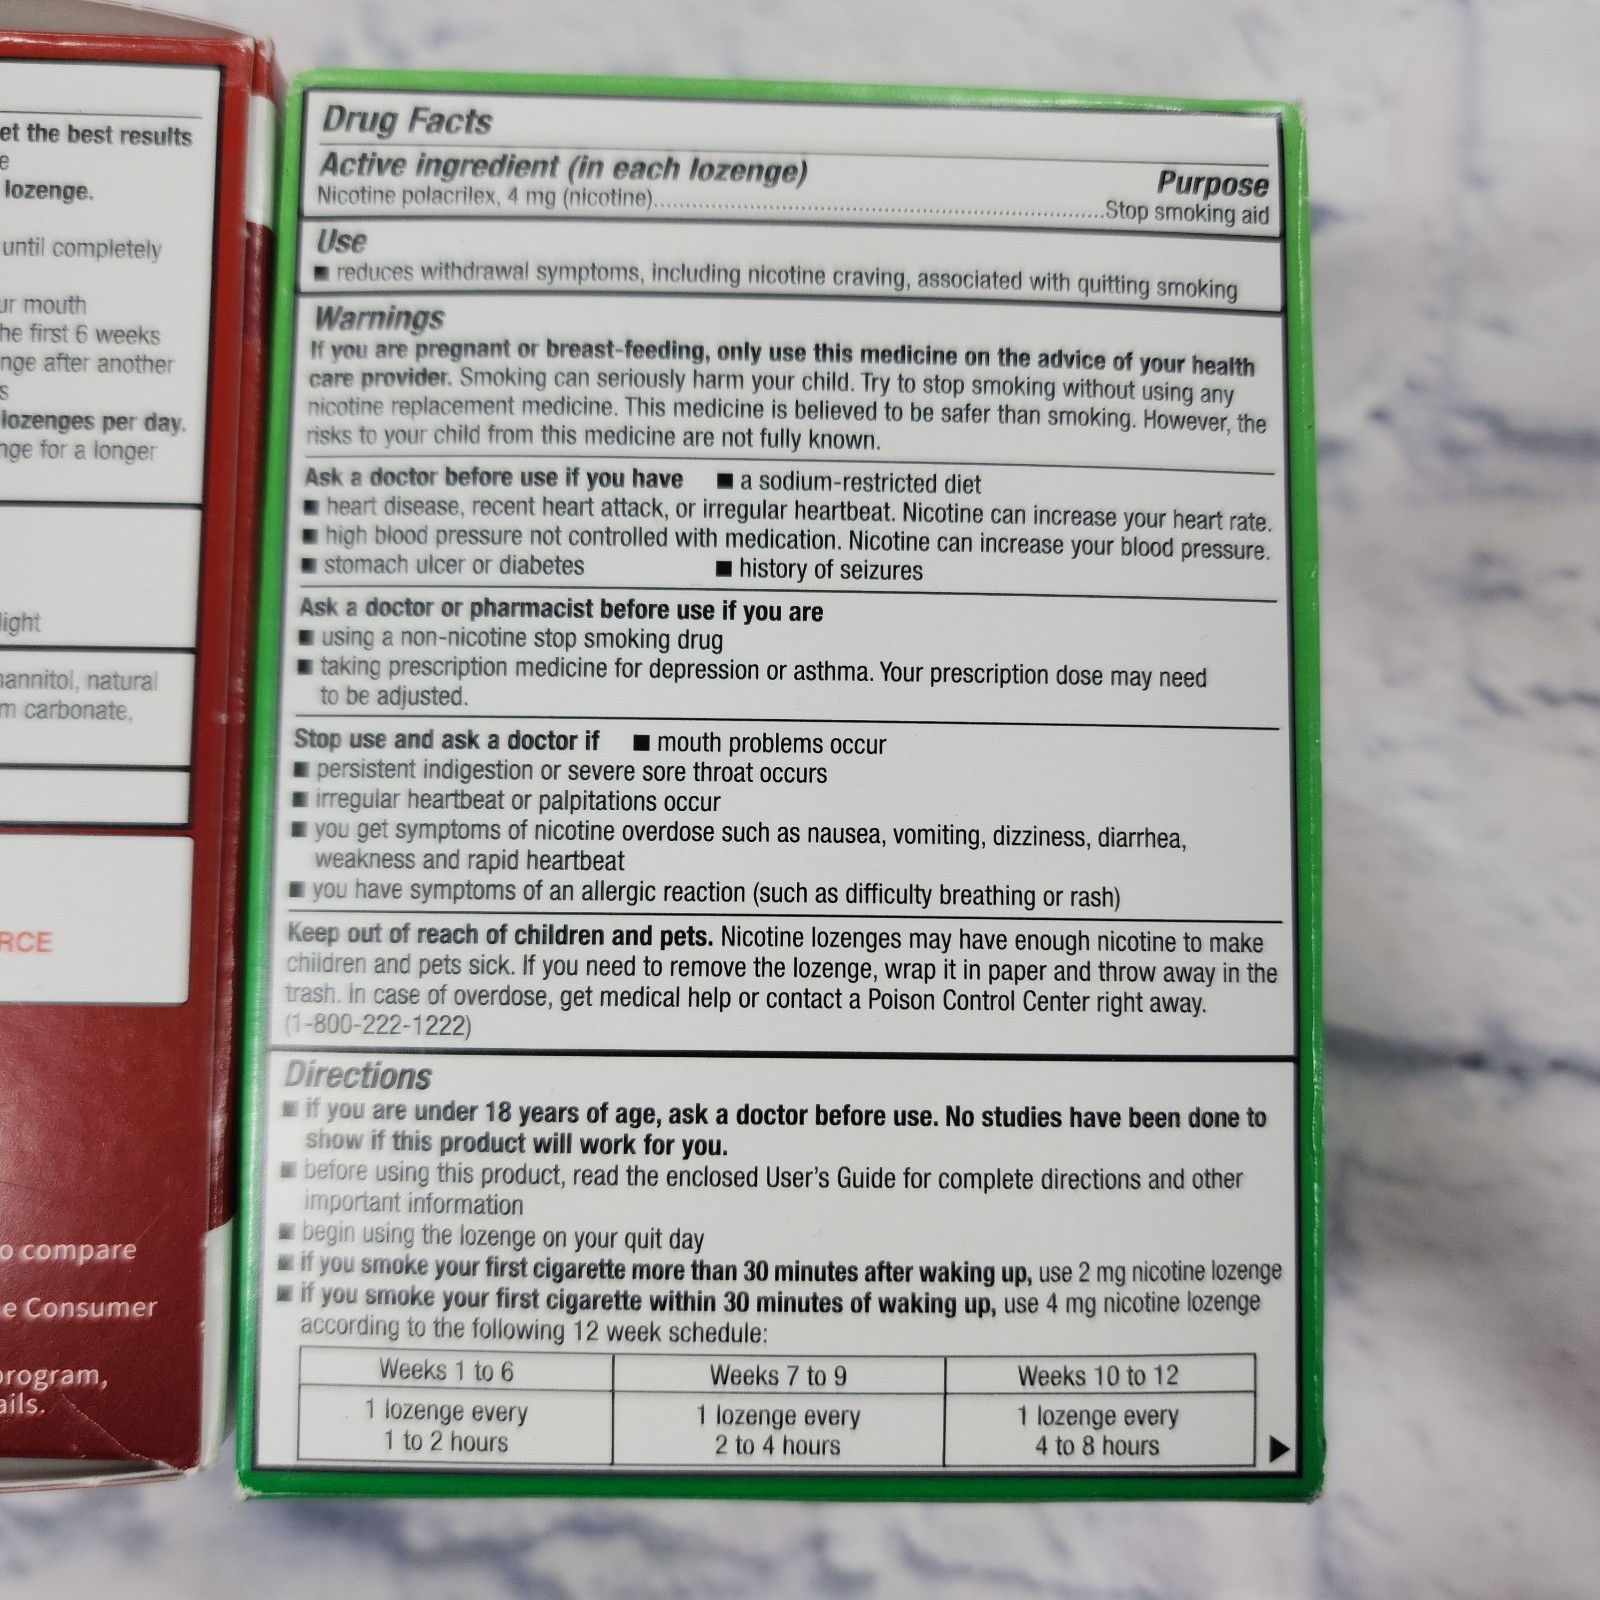 et the best results
e
lozenge.
until completely
ur mouth
he first 6 weeks
nge after another
s
lozenges per day.
nge for a longer
light
nannitol, natural
m carbonate,
RCE
o compare
e Consumer
program,
ails.
Drug Facts
Active ingredient (in each lozenge) Purpose
Nicotine polacrilex, 4 mg (nicotine)..........Stop smoking aid
Use
■ reduces withdrawal symptoms, including nicotine craving, associated with quitting smoking
Warnings
If you are pregnant or breast-feeding, only use this medicine on the advice of your health
care provider. Smoking can seriously harm your child. Try to stop smoking without using any
nicotine replacement medicine. This medicine is believed to be safer than smoking. However, the
risks to your child from this medicine are not fully known.
Ask a doctor before use if you have ■ a sodium-restricted diet
■ heart disease, recent heart attack, or irregular heartbeat. Nicotine can increase your heart rate.
■ high blood pressure not controlled with medication. Nicotine can increase your blood pressure.
■ stomach ulcer or diabetes ■ history of seizures
Ask a doctor or pharmacist before use if you are
■ using a non-nicotine stop smoking drug
■ taking prescription medicine for depression or asthma. Your prescription dose may need
to be adjusted.
Stop use and ask a doctor if ■ mouth problems occur
■ persistent indigestion or severe sore throat occurs
■ irregular heartbeat or palpitations occur
■ you get symptoms of nicotine overdose such as nausea, vomiting, dizziness, diarrhea,
weakness and rapid heartbeat
■ you have symptoms of an allergic reaction (such as difficulty breathing or rash)
Keep out of reach of children and pets. Nicotine lozenges may have enough nicotine to make
children and pets sick. If you need to remove the lozenge, wrap it in paper and throw away in the
trash. In case of overdose, get medical help or contact a Poison Control Center right away.
(1-800-222-1222)
Directions
■ if you are under 18 years of age, ask a doctor before use. No studies have been done to
show if this product will work for you.
■ before using this product, read the enclosed User's Guide for complete directions and other
important information
■ begin using the lozenge on your quit day
■ if you smoke your first cigarette more than 30 minutes after waking up, use 2 mg nicotine lozenge
■ if you smoke your first cigarette within 30 minutes of waking up, use 4 mg nicotine lozenge
according to the following 12 week schedule:
Weeks 1 to 6 Weeks 7 to 9 Weeks 10 to 12
1 lozenge every 1 lozenge every 1 lozenge every
1 to 2 hours 2 to 4 hours 4 to 8 hours